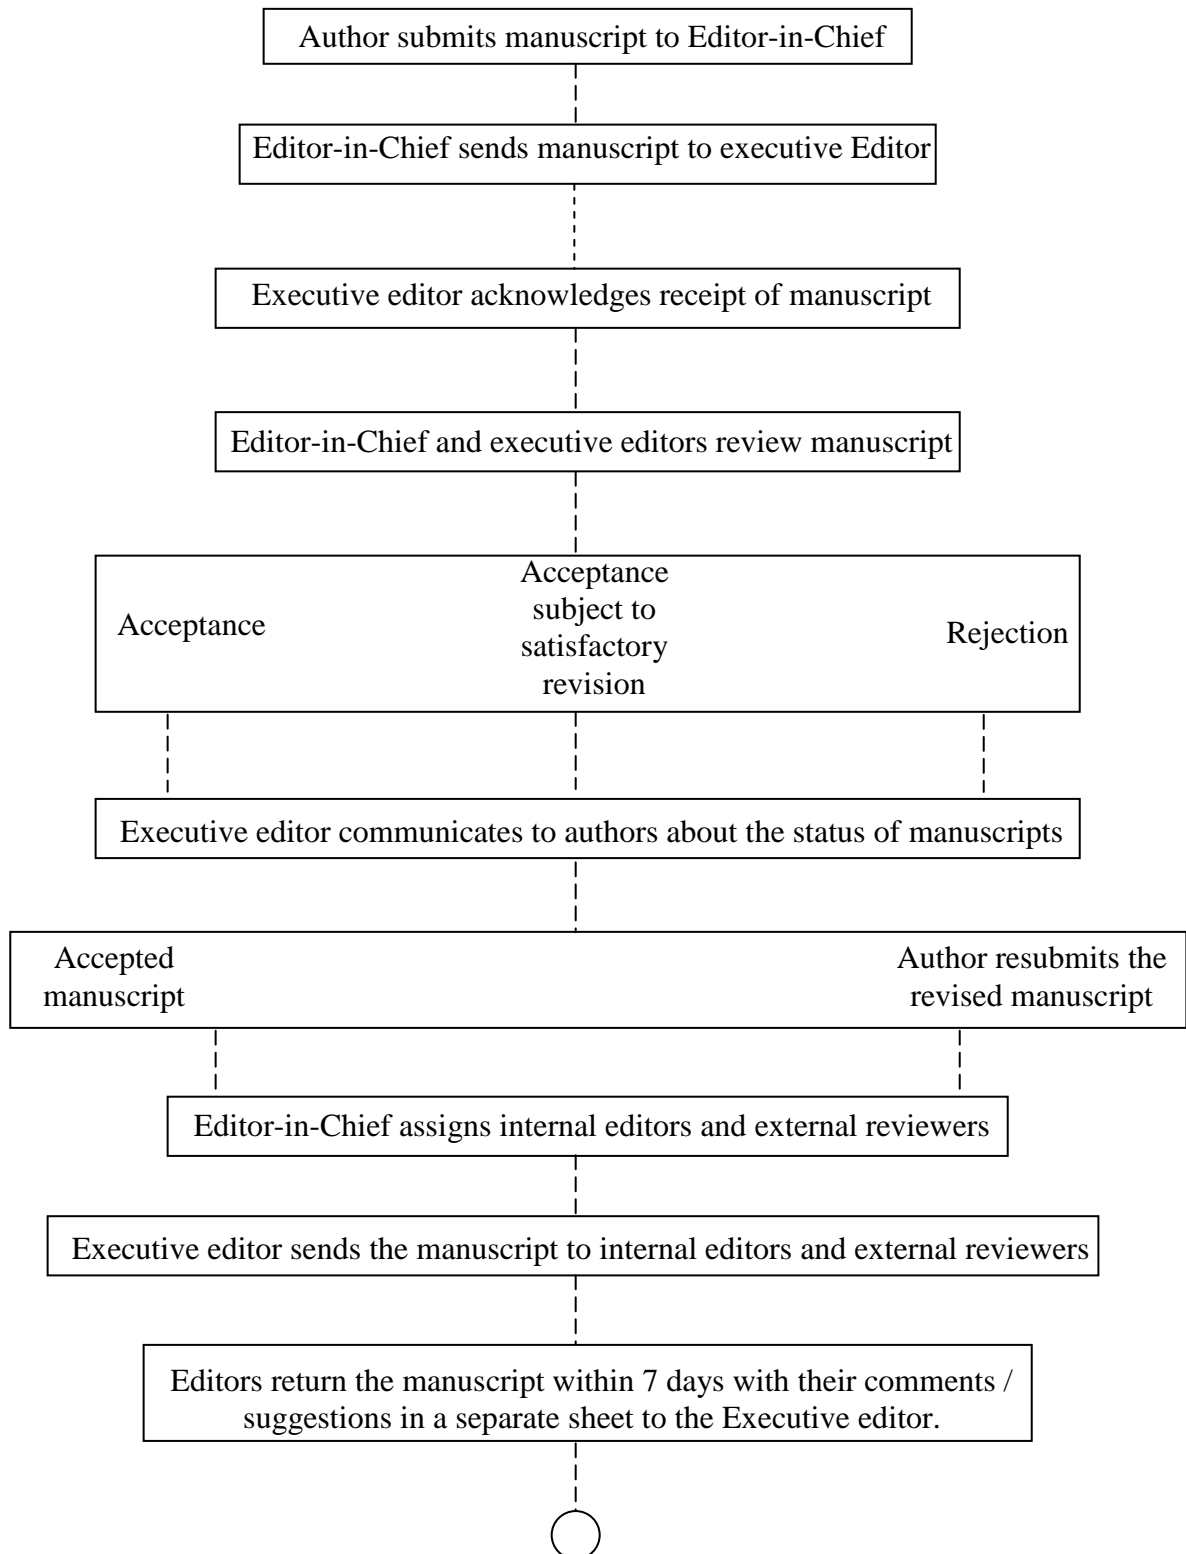 Author submits manuscript to Editor-in-Chief
Editor-in-Chief sends manuscript to executive Editor
Executive editor acknowledges receipt of manuscript
Editor-in-Chief and executive editors review manuscript
Acceptance
Acceptance
subject to
satisfactory
revision
Rejection
Executive editor communicates to authors about the status of manuscripts
Accepted
manuscript
Author resubmits the
revised manuscript
Editor-in-Chief assigns internal editors and external reviewers
Executive editor sends the manuscript to internal editors and external reviewers
Editors return the manuscript within 7 days with their comments /
suggestions in a separate sheet to the Executive editor.